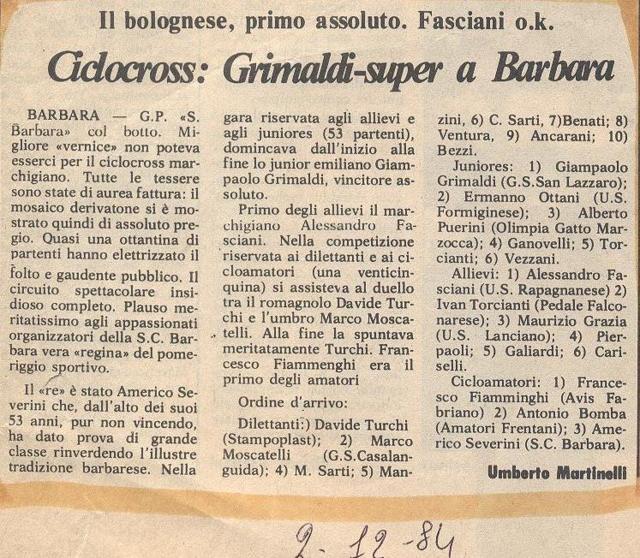 Il bolognese, primo assoluto. Fasciani o.k.
Ciclocross: Grimaldi-super a Barbara
BARBARA — G.P. «S.
Barbara» col botto. Mi-
gliore «vernice» non poteva
esserci per il ciclocross mar-
chigiano. Tutte le tessere
sono state di aurea fattura: il
mosaico derivatone si è mo-
strato quindi di assoluto pre-
gio. Quasi una ottantina di
partenti hanno elettrizzato il
folto e gaudente pubblico. Il
circuito spettacolare insi-
dioso completo. Plauso me-
ritatissimo agli appassionati
organizzatori della S.C. Bar-
bara vera «regina» del pome-
riggio sportivo.
Il «re» è stato Americo Se-
verini che, dall'alto dei suoi
53 anni, pur non vincendo,
ha dato prova di grande
classe rinverdendo l'illustre
tradizione barbarese. Nella
gara riservata agli allievi e
agli juniores (53 partenti),
domincava dall'inizio alla
fine lo junior emiliano Giam-
paolo Grimaldi, vincitore as-
soluto.
Primo degli allievi il mar-
chigiano Alessandro Fa-
sciani. Nella competizione
riservata ai dilettanti e ai ci-
cloamatori (una venticin-
quina) si assisteva al duello
tra il romagnolo Davide Tur-
chi e l'umbro Marco Mosca-
telli. Alla fine la spuntava
meritatamente Turchi. Fran-
cesco Fiammenghi era il
primo degli amatori
Ordine d'arrivo:
Dilettanti:) Davide Turchi
(Stampoplast); 2) Marco
Moscatelli (G.S.Casalan-
guida); 4) M. Sarti; 5) Man-
zini, 6) C. Sarti, 7)Benati; 8)
Ventura, 9) Ancarani; 10)
Bezzi.
Juniores: 1) Giampaolo
Grimaldi (G.S.San Lazzaro);
2) Ermanno Ottani (U.S.
Formiginese); 3) Alberto
Puerini (Olimpia Gatto Mar-
zocca); 4) Ganovelli; 5) Tor-
cianti; 6) Vezzani.
Allievi: 1) Alessandro Fa-
sciani (U.S. Rapagnanese) 2)
Ivan Torcianti (Pedale Falco-
narese); 3) Maurizio Grazia
(U.S. Lanciano); 4) Pier-
paoli; 5) Galiardi; 6) Cari-
selli.
Cicloamatori: 1) France-
sco Fiamminghi (Avis Fa-
briano) 2) Antonio Bomba
(Amatori Frentani); 3) Ame-
rico Severini (S.C. Barbara).
Umberto Martinelli
2-12-84